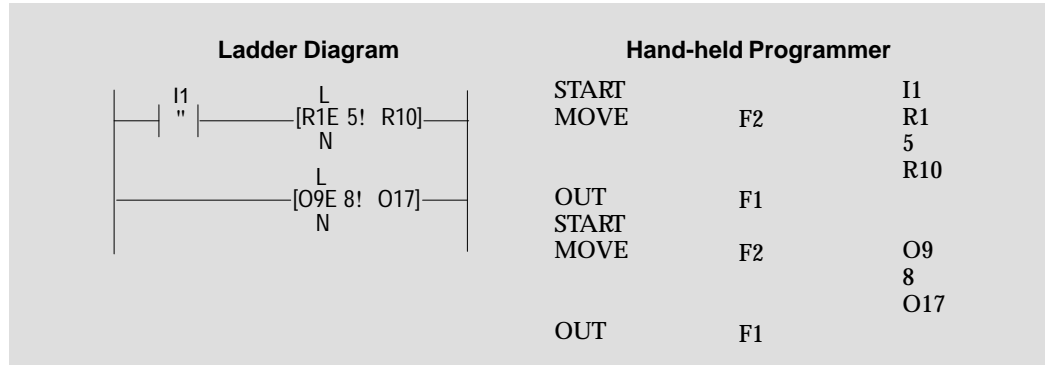 Ladder Diagram
I1
"
L
[R1E 5! R10]
N
L
[O9E 8! O17]
N
Hand-held Programmer
START I1
MOVE F2 R1
5
R10
OUT F1
START
MOVE F2 O9
8
O17
OUT F1